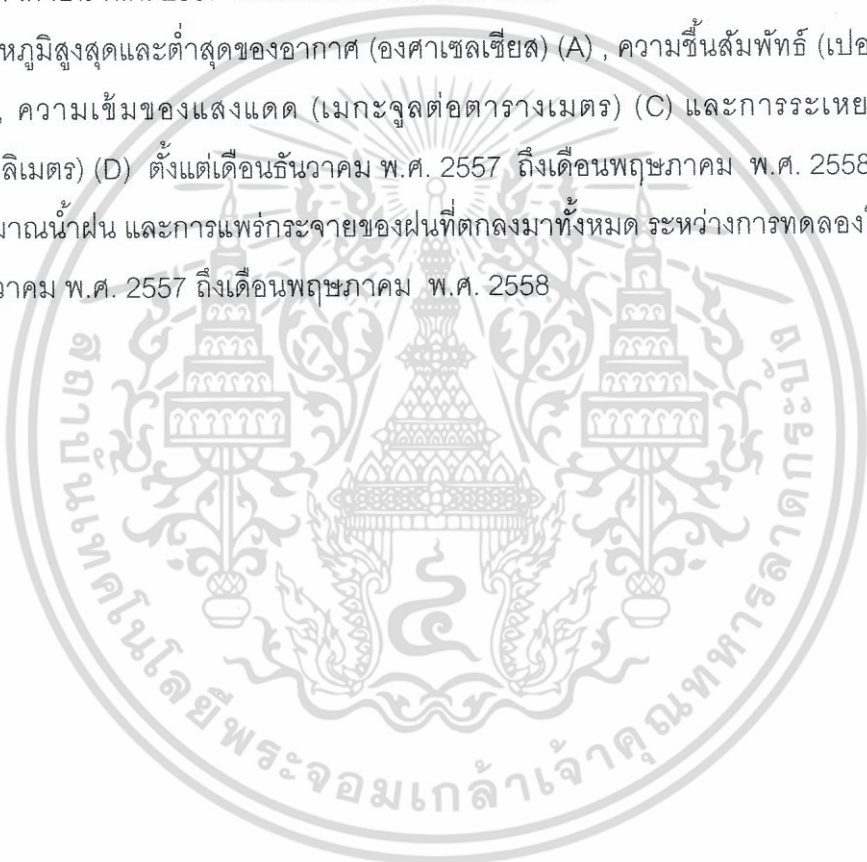 หภูมิสูงสุดและต่ำสุดของอากาศ (องศาเซลเซียส) (A) , ความชื้นสัมพัทธ์ (เปอ
, ความเข้มของแสงแดด (เมกะจูลต่อตารางเมตร) (C) และการระเหย
ลิเมตร) (D) ตั้งแต่เดือนธันวาคม พ.ศ. 2557 ถึงเดือนพฤษภาคม พ.ศ. 2558
มาณน้ำฝน และการแพร่กระจายของฝนที่ตกลงมาทั้งหมด ระหว่างการทดลอง
วาคม พ.ศ. 2557 ถึงเดือนพฤษภาคม พ.ศ. 2558
สถาบันเทคโนโลยีพระจอมเกล้าเจ้าคุณทหารลาดกระบัง